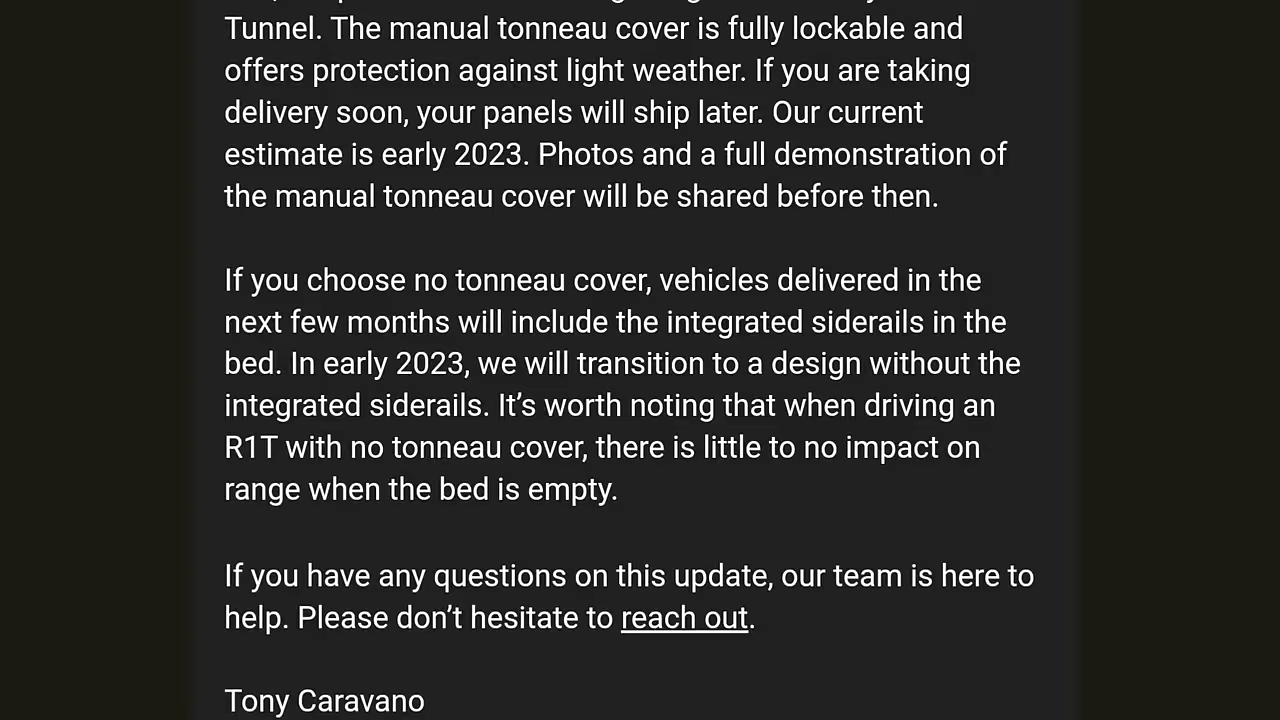 Tunnel. The manual tonneau cover is fully lockable and
offers protection against light weather. If you are taking
delivery soon, your panels will ship later. Our current
estimate is early 2023. Photos and a full demonstration of
the manual tonneau cover will be shared before then.
If you choose no tonneau cover, vehicles delivered in the
next few months will include the integrated siderails in the
bed. In early 2023, we will transition to a design without the
integrated siderails. It’s worth noting that when driving an
R1T with no tonneau cover, there is little to no impact on
range when the bed is empty.
If you have any questions on this update, our team is here to
help. Please don’t hesitate to reach out.
Tony Caravano